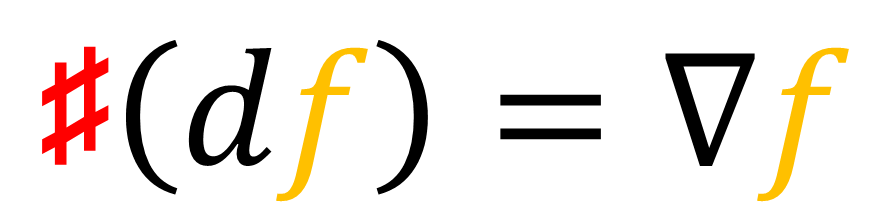 ♯(𝑑𝑓) = ∇𝑓